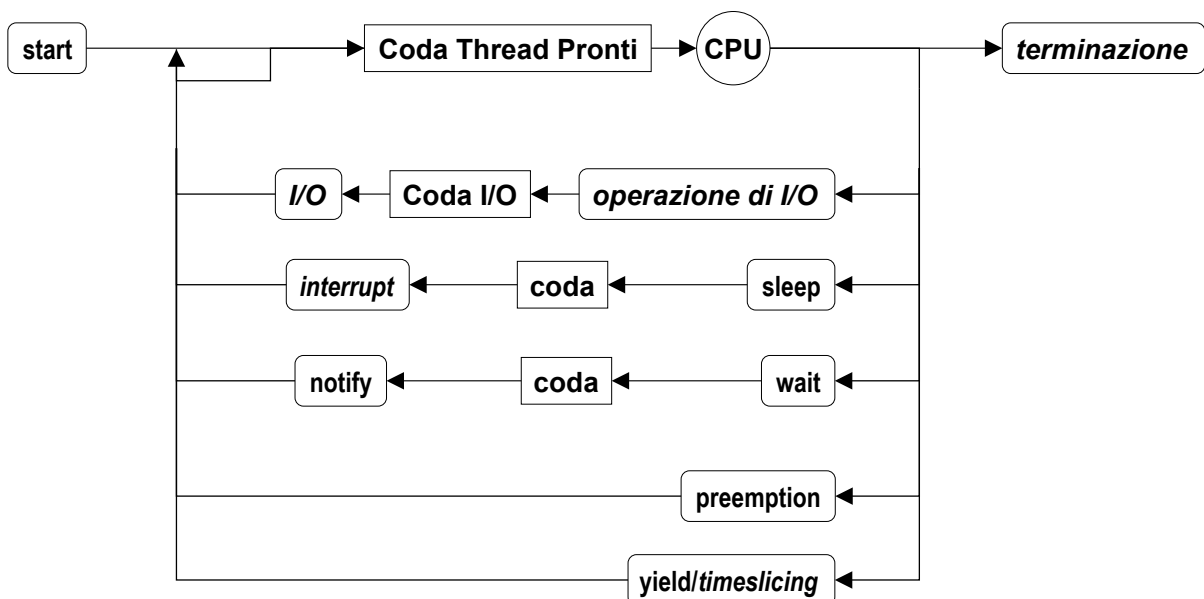 start
Coda Thread Pronti
CPU
terminazione
I/O
Coda I/O
operazione di I/O
interrupt
coda
sleep
notify
coda
wait
preemption
yield/timeslicing